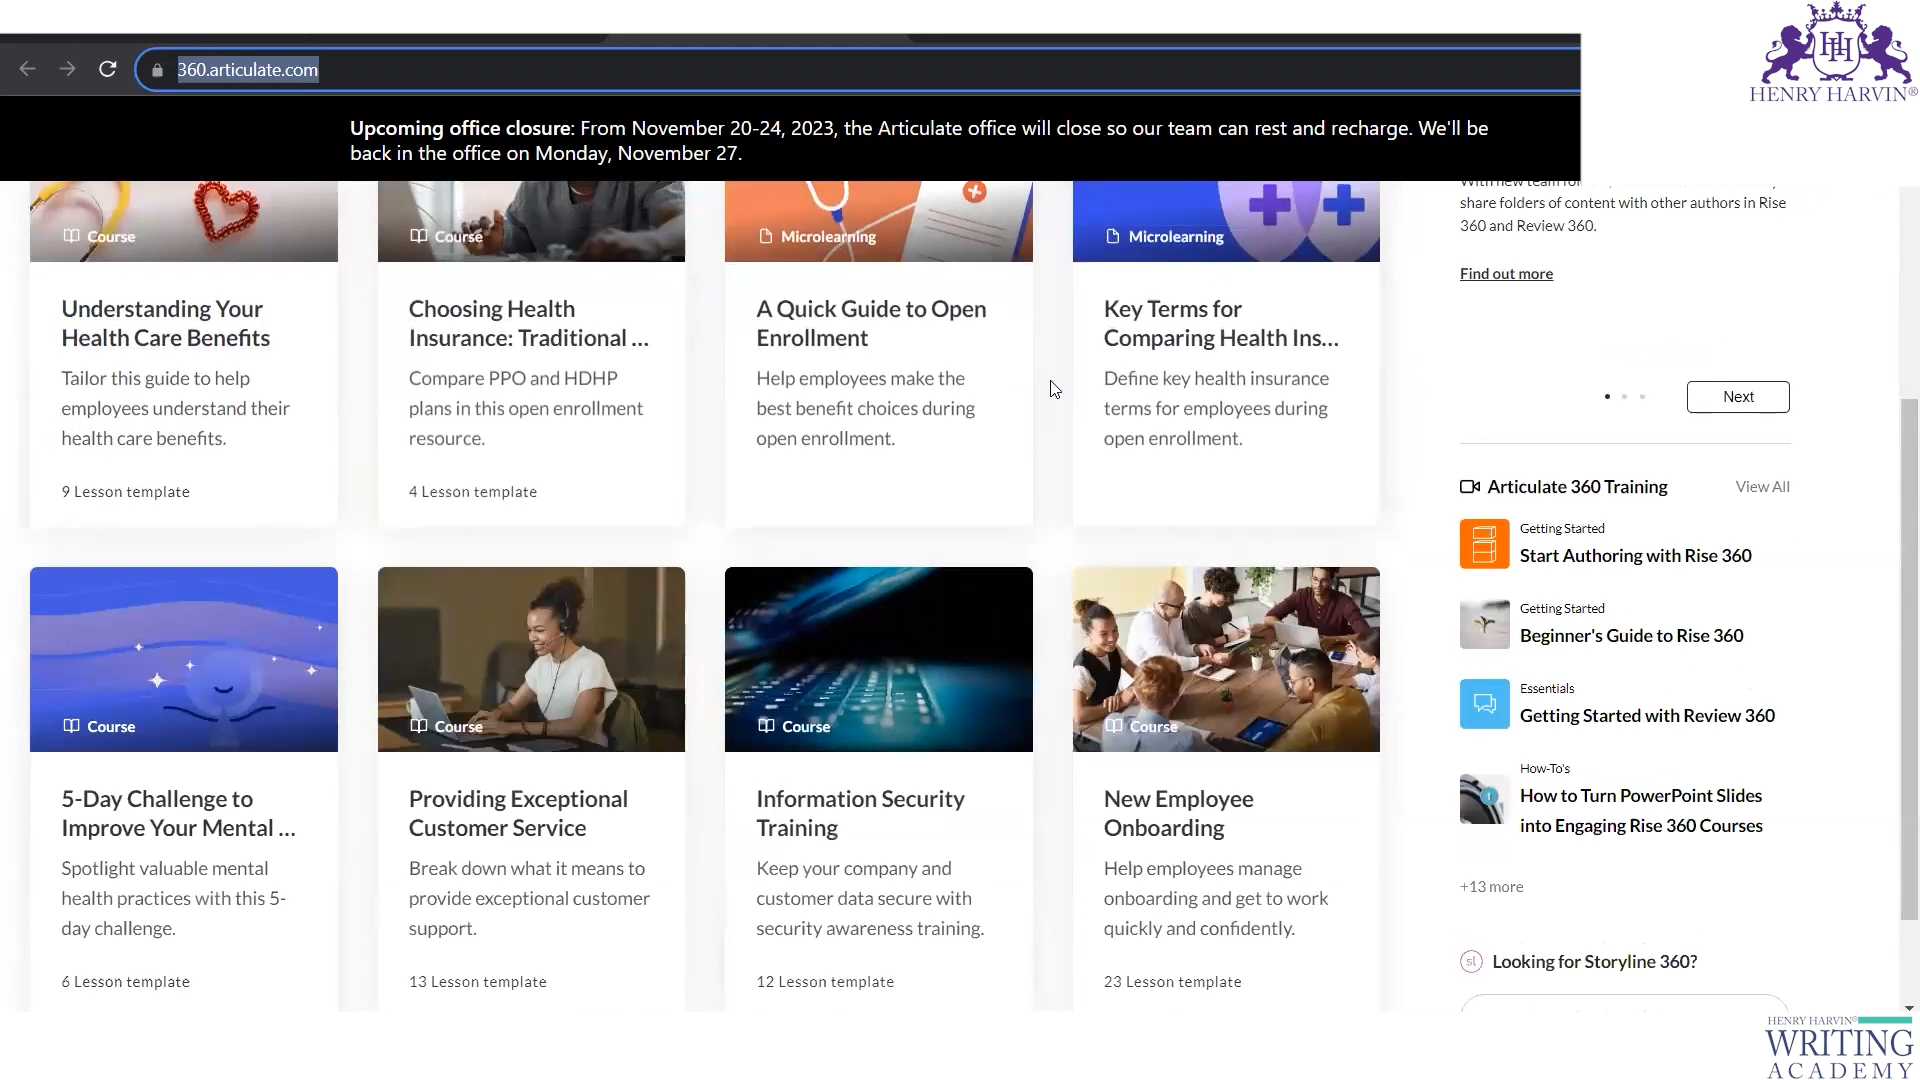 HENRY HARVIN®
360.articulate.com
Upcoming office closure: From November 20-24, 2023, the Articulate office will close so our team can rest and recharge. We'll be
back in the office on Monday, November 27.
Course
Course
Microlearning
Microlearning
Understanding Your
Health Care Benefits
Tailor this guide to help
employees understand their
health care benefits.
9 Lesson template
Choosing Health
Insurance: Traditional ...
Compare PPO and HDHP
plans in this open enrollment
resource.
4 Lesson template
A Quick Guide to Open
Enrollment
Help employees make the
best benefit choices during
open enrollment.
Key Terms for
Comparing Health Ins...
Define key health insurance
terms for employees during
open enrollment.
Course
Course
Course
Course
5-Day Challenge to
Improve Your Mental ...
Spotlight valuable mental
health practices with this 5-
day challenge.
6 Lesson template
Providing Exceptional
Customer Service
Break down what it means to
provide exceptional customer
support.
13 Lesson template
Information Security
Training
Keep your company and
customer data secure with
security awareness training.
12 Lesson template
New Employee
Onboarding
Help employees manage
onboarding and get to work
quickly and confidently.
23 Lesson template
With new team
share folders of content with other authors in Rise
360 and Review 360.
Find out more
Next
Articulate 360 Training
View All
Getting Started
Start Authoring with Rise 360
Getting Started
Beginner's Guide to Rise 360
Essentials
Getting Started with Review 360
How-To's
How to Turn PowerPoint Slides
into Engaging Rise 360 Courses
+13 more
sl
Looking for Storyline 360?
HENRY HARVIN®
WRITING
ACADEMY